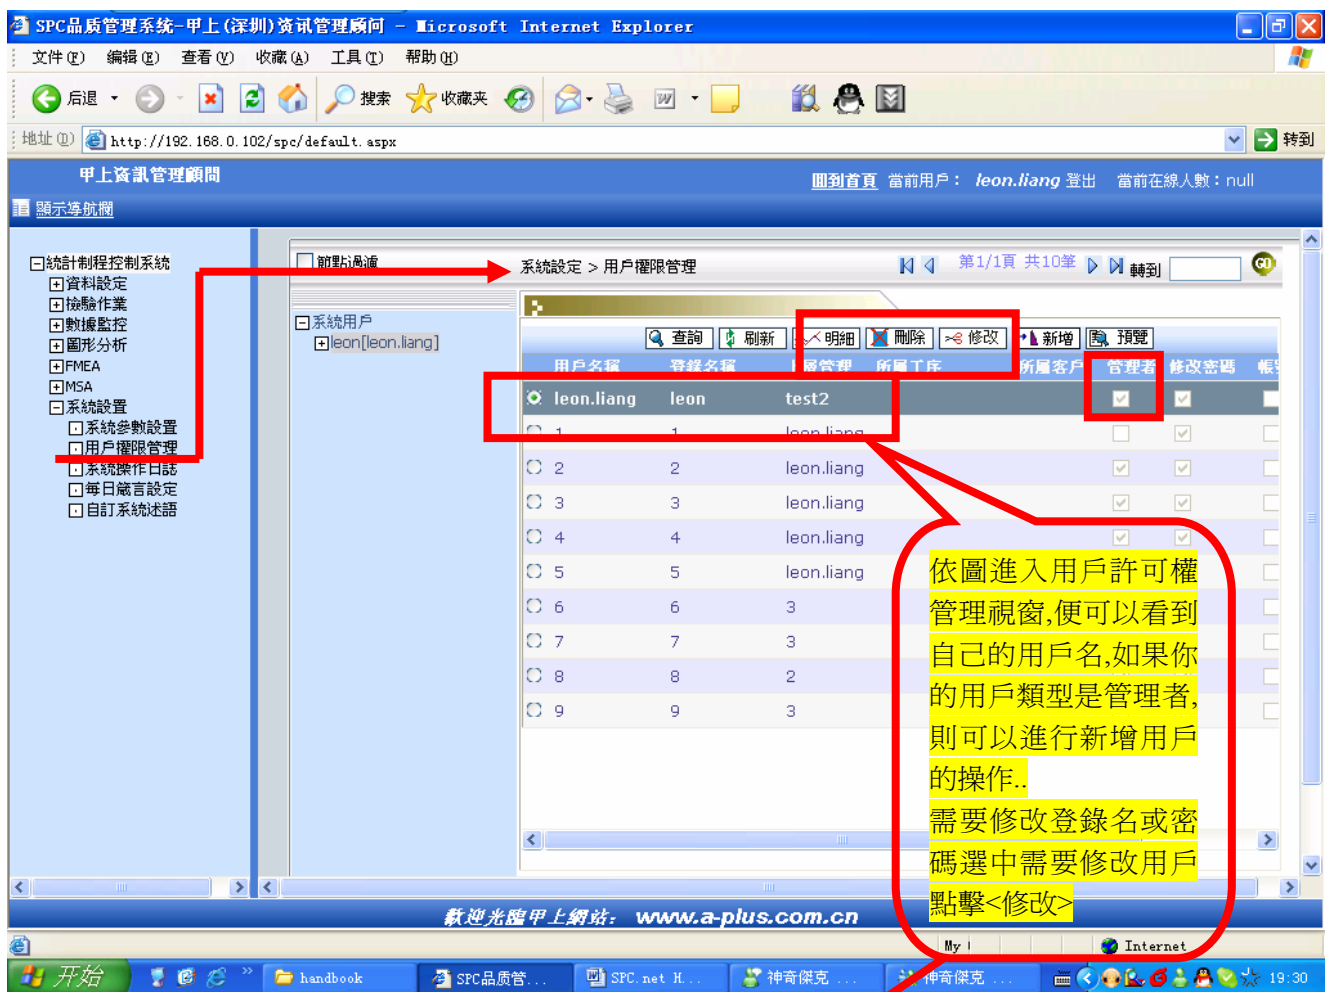 SPC品质管理系统-甲上(深圳)资讯管理顾问 - Microsoft Internet Explorer
文件(F) 编辑(E) 查看(V) 收藏(A) 工具(T) 帮助(H)
后退 搜索 收藏夹
地址(D) http://192.168.0.102/spc/default.aspx 转到
甲上資訊管理顧問
回到首頁 當前用戶： leon.liang 登出 當前在線人數：null
顯示導航欄
統計制程控制系統
資料設定
檢驗作業
數據監控
圖形分析
FMEA
MSA
系統設置
系統參數設置
用戶權限管理
系統操作日誌
每日箴言設定
自訂系統述語
節點過濾
系統用戶
leon[leon.liang]
系統設定 > 用戶權限管理 第1/1頁 共10筆 轉到 GO
查詢 刷新 明細 刪除 修改 新增 預覽
用戶名稱 登錄名稱 管理 所屬工序 所屬客戶 管理者 修改密碼
leon.liang leon test2
1 1 leon.liang
2 2 leon.liang
3 3 leon.liang
4 4 leon.liang
5 5 leon.liang
6 6 3
7 7 3
8 8 2
9 9 3
依圖進入用戶許可權
管理視窗,便可以看到
自己的用戶名,如果你
的用戶類型是管理者,
則可以進行新增用戶
的操作..
需要修改登錄名或密
碼選中需要修改用戶
點擊<修改>
歡迎光臨甲上網站: www.a-plus.com.cn
My Internet
开始 handbook SPC品质管... SPC.net H... 神奇傑克 ... 神奇傑克 ... 19:30